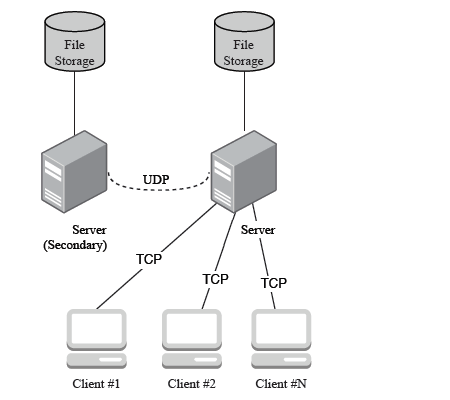 File
Storage
File
Storage
UDP
Server
(Secondary)
Server
TCP
TCP
TCP
Client #1
Client #2
Client #N